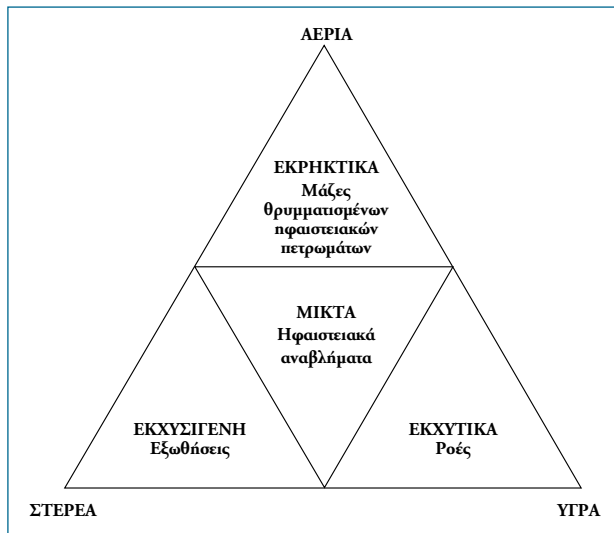 ΑΕΡΙΑ
ΕΚΡΗΚΤΙΚΑ
Μάζες
θρυμματισμένων
ηφαιστειακών
πετρωμάτων
ΜΙΚΤΑ
Ηφαιστειακά
αναβλήματα
ΕΚΧΥΣΙΓΕΝΗ
Εξωθήσεις
ΕΚΧΥΤΙΚΑ
Ροές
ΣΤΕΡΕΑ
ΥΓΡΑ